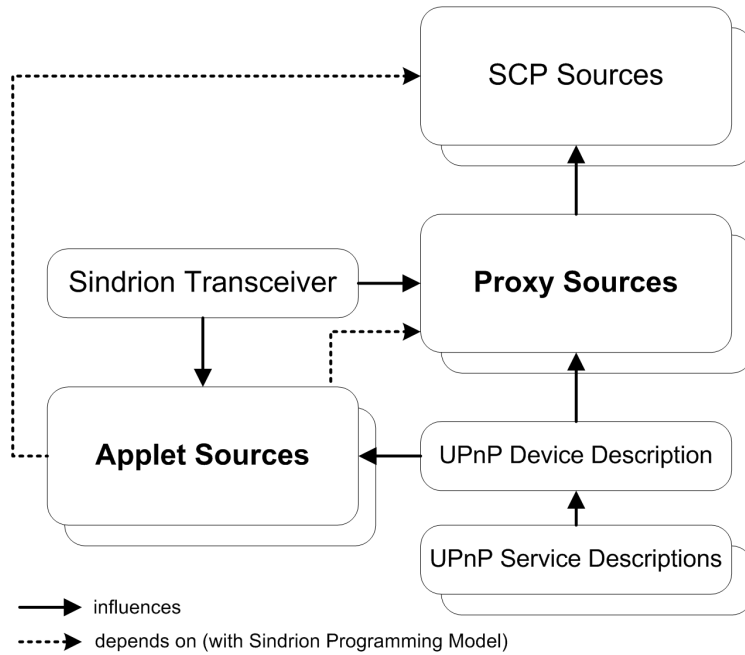 SCP Sources
Sindrion Transceiver
Proxy Sources
Applet Sources
UPnP Device Description
UPnP Service Descriptions
influences
depends on (with Sindrion Programming Model)